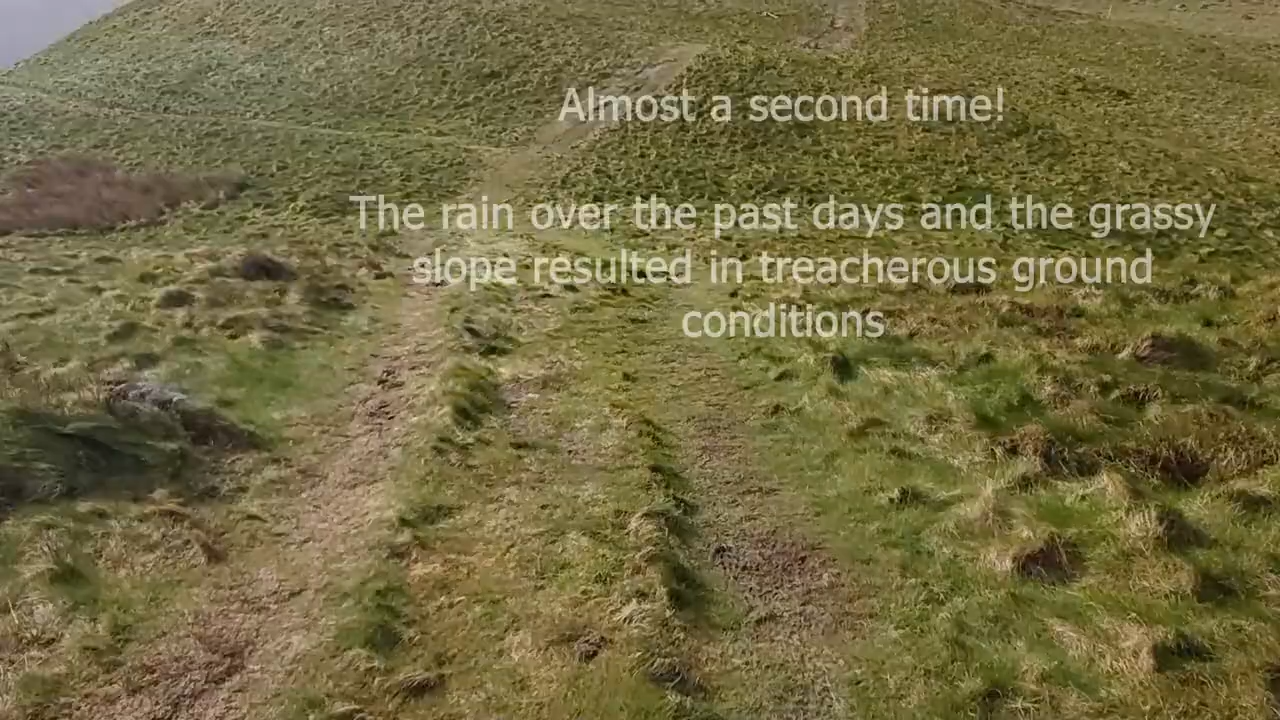 Almost a second time!
The rain over the past days and the grassy
slope resulted in treacherous ground
conditions